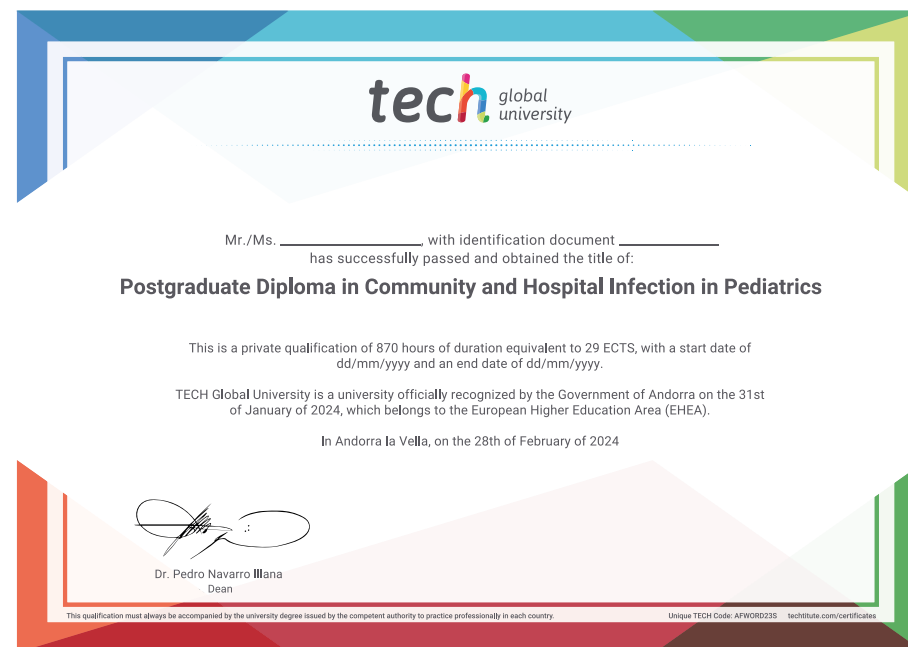 tech global university
Mr./Ms. ____________________, with identification document ______________
has successfully passed and obtained the title of:
Postgraduate Diploma in Community and Hospital Infection in Pediatrics
This is a private qualification of 870 hours of duration equivalent to 29 ECTS, with a start date of
dd/mm/yyyy and an end date of dd/mm/yyyy.
TECH Global University is a university officially recognized by the Government of Andorra on the 31st
of January of 2024, which belongs to the European Higher Education Area (EHEA).
In Andorra la Vella, on the 28th of February of 2024
Dr. Pedro Navarro Illana
Dean
This qualification must always be accompanied by the university degree issued by the competent authority to practice professionally in each country.
Unique TECH Code: AFWORD23S techtitute.com/certificates